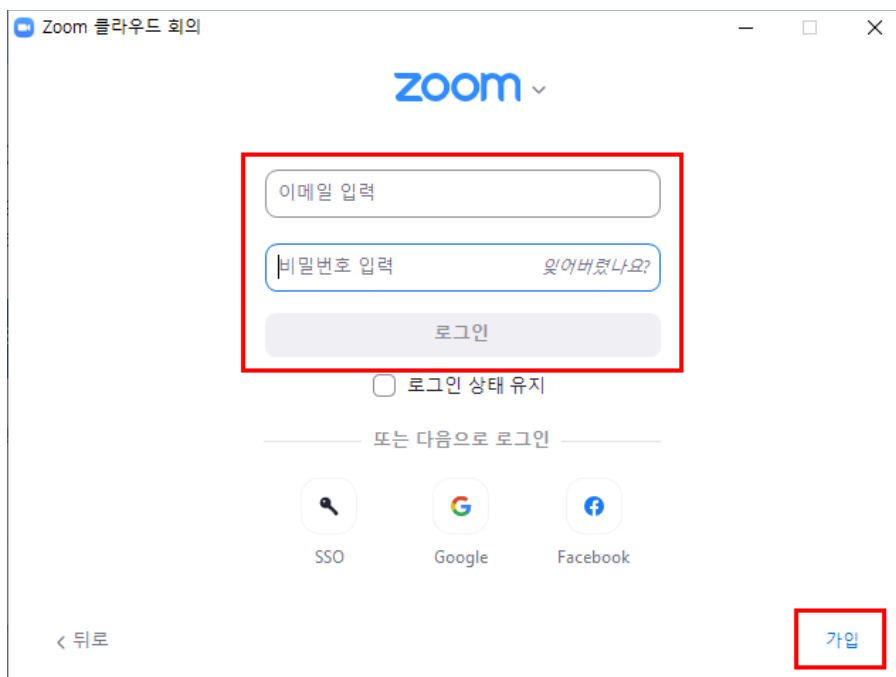 Zoom 클라우드 회의
zoom
이메일 입력
비밀번호 입력 잊어버렸나요?
로그인
로그인 상태 유지
또는 다음으로 로그인
SSO Google Facebook
뒤로 가입